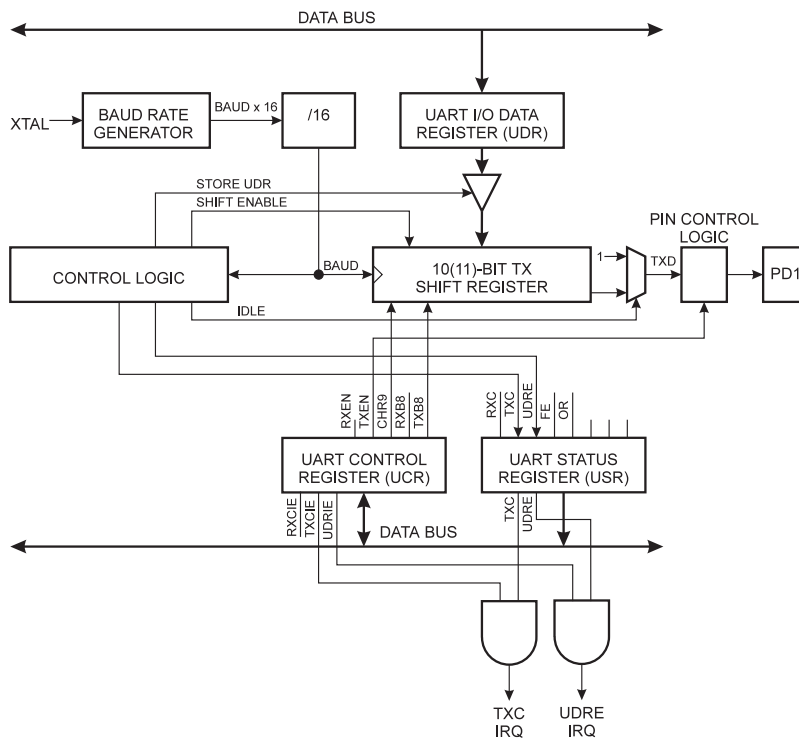 DATA BUS
XTAL
BAUD RATE
GENERATOR
BAUD x 16
/16
UART I/O DATA
REGISTER (UDR)
STORE UDR
SHIFT ENABLE
PIN CONTROL
LOGIC
CONTROL LOGIC
BAUD
10(11)-BIT TX
SHIFT REGISTER
1
TXD
PD1
IDLE
RXEN
TXEN
CHR9
RXB8
TXB8
RXC
TXC
UDRE
FE
OR
UART CONTROL
REGISTER (UCR)
UART STATUS
REGISTER (USR)
RXCIE
TXCIE
UDRIE
TXC
UDRE
DATA BUS
TXC
IRQ
UDRE
IRQ